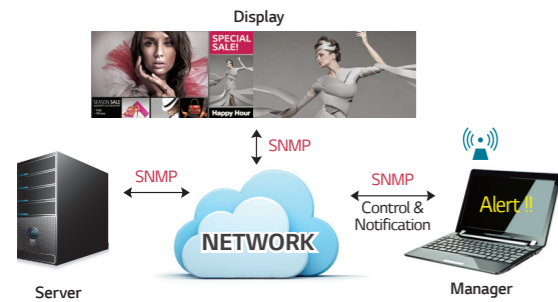 Display
SPECIAL
SALE!
SEASON SALE
Happy Hour
SNMP
SNMP
SNMP
Control &
Notification
NETWORK
Alert !!
Server
Manager